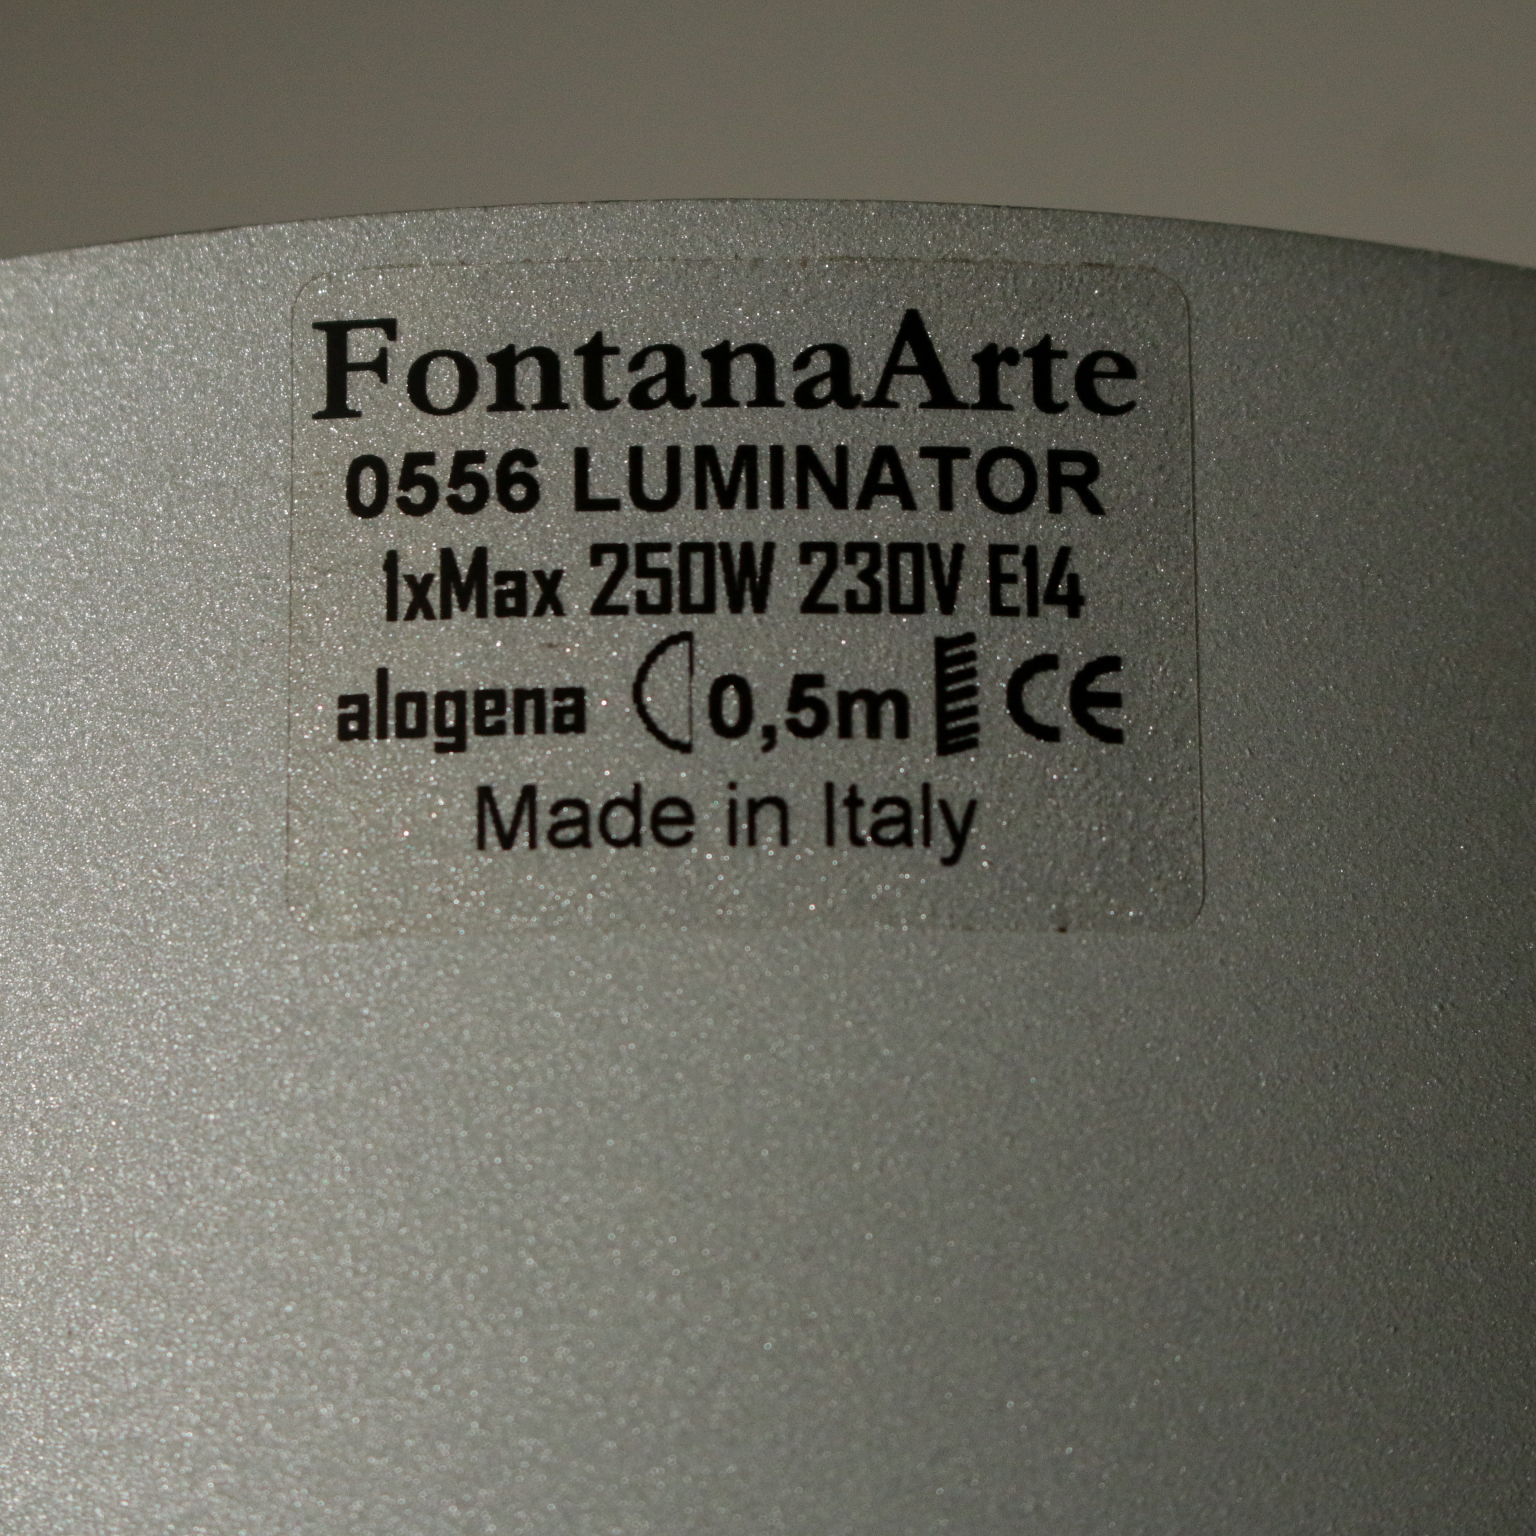 FontanaArte
0556 LUMINATOR
1xMax 250W 230V E14
alogena 0,5m CE
Made in Italy